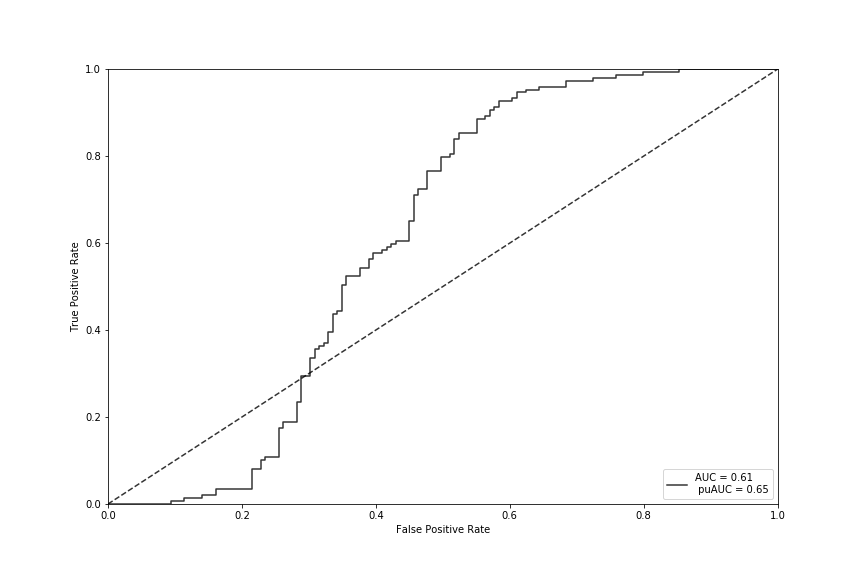 1.0
0.8
0.6
0.4
0.2
0.0
True Positive Rate
0.0 0.2 0.4 0.6 0.8 1.0
False Positive Rate
AUC = 0.61
puAUC = 0.65